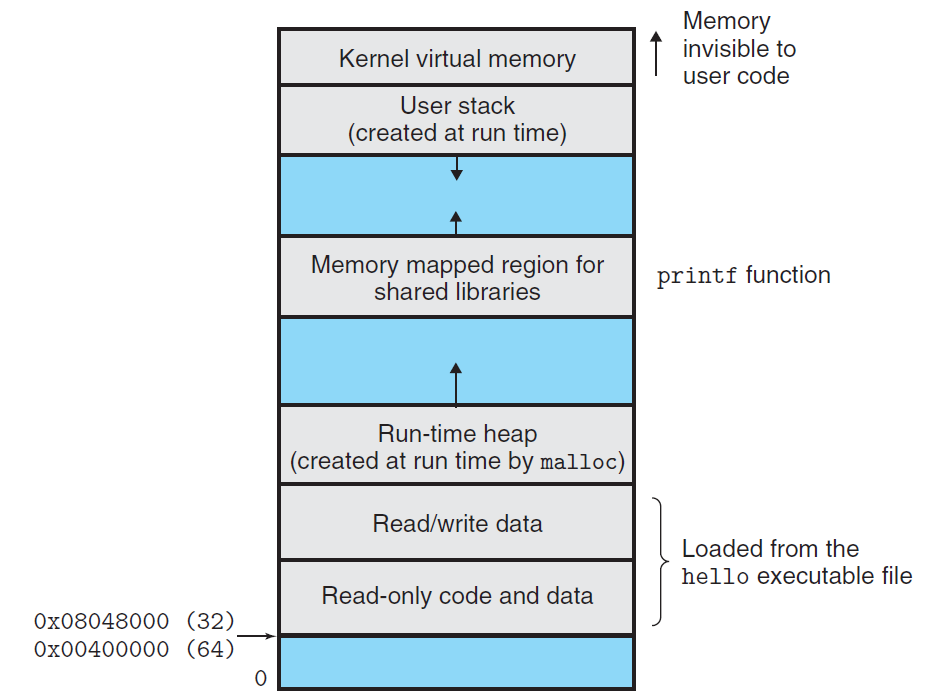 Memory
invisible to
user code
Kernel virtual memory
User stack
(created at run time)
Memory mapped region for
shared libraries
printf function
Run-time heap
(created at run time by malloc)
Read/write data
Loaded from the
hello executable file
Read-only code and data
0x08048000 (32)
0x00400000 (64)
0